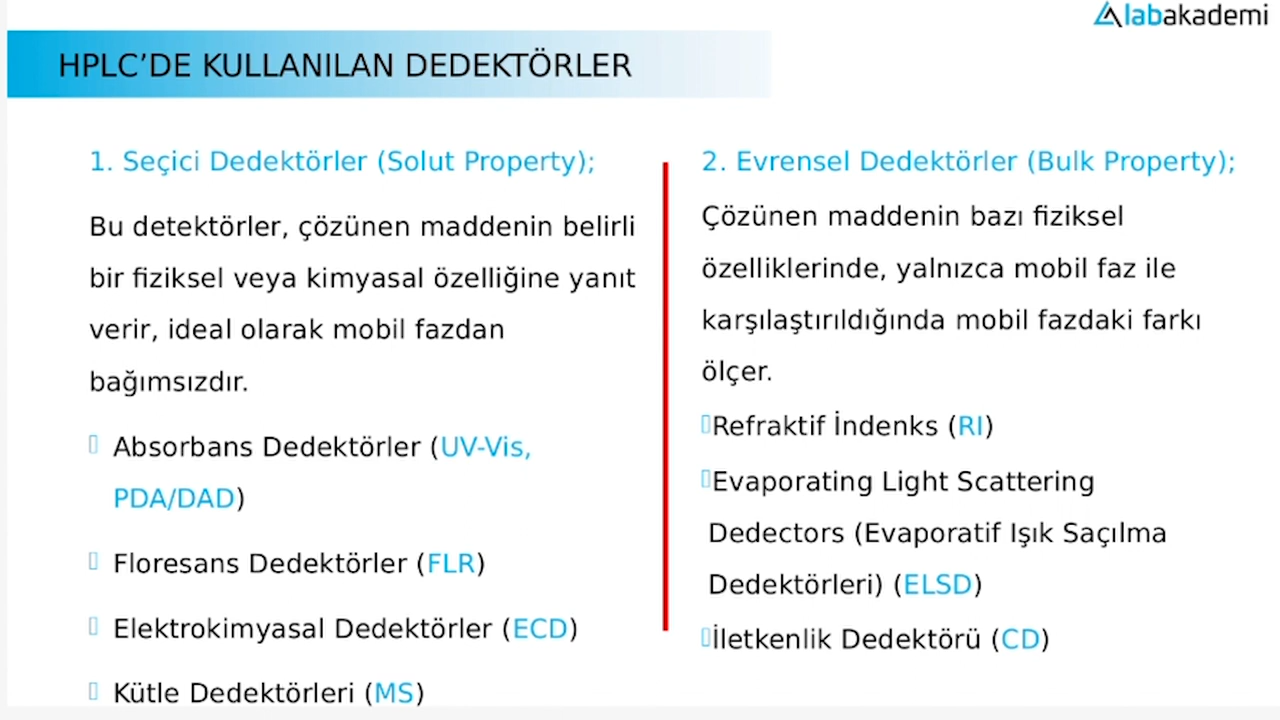 labakademi
HPLC’DE KULLANILAN DEDEKTÖRLER
1. Seçici Dedektörler (Solut Property);
Bu detektörler, çözünen maddenin belirli
bir fiziksel veya kimyasal özelliğine yanıt
verir, ideal olarak mobil fazdan
bağımsızdır.
Absorbans Dedektörler (UV-Vis,
PDA/DAD)
Floresans Dedektörler (FLR)
Elektrokimyasal Dedektörler (ECD)
Kütle Dedektörleri (MS)
2. Evrensel Dedektörler (Bulk Property);
Çözünen maddenin bazı fiziksel
özelliklerinde, yalnızca mobil faz ile
karşılaştırıldığında mobil fazdaki farkı
ölçer.
Refraktif İndenks (RI)
Evaporating Light Scattering
Dedectors (Evaporatif Işık Saçılma
Dedektörleri) (ELSD)
İletkenlik Dedektörü (CD)